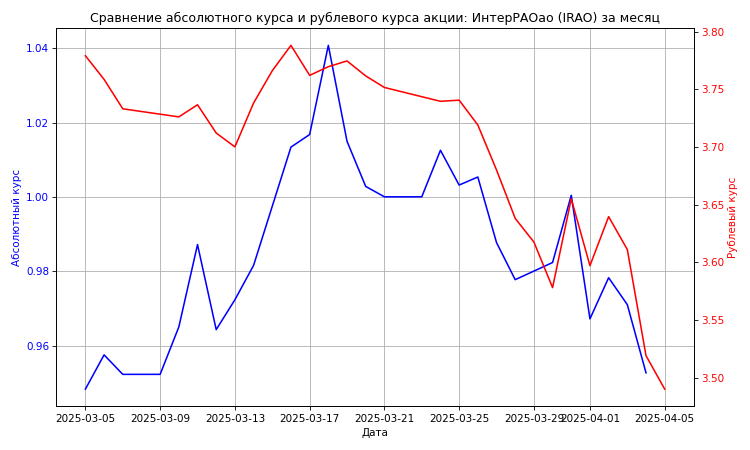 Сравнение абсолютного курса и рублевого курса акции: ИнтерРАОао (IRAO) за месяц
1.04
1.02
1.00
0.98
0.96
Абсолютный курс
3.80
3.75
3.70
3.65
3.60
3.55
3.50
Рублевый курс
2025-03-05 2025-03-09 2025-03-13 2025-03-17 2025-03-21 2025-03-25 2025-03-29 2025-04-01 2025-04-05
Дата